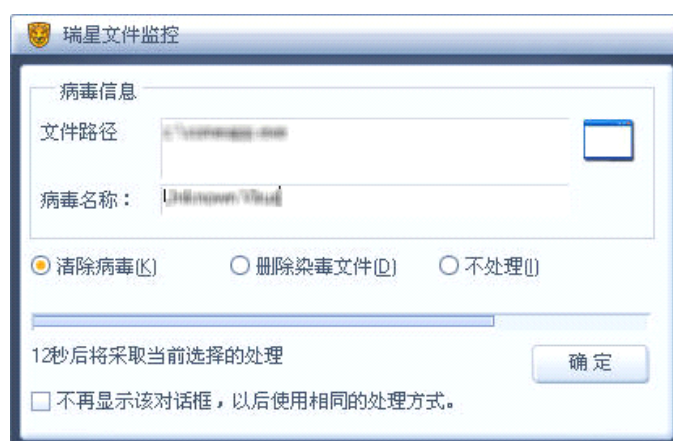 瑞星文件监控
病毒信息
文件路径
病毒名称：
清除病毒(K) 删除染毒文件(D) 不处理(I)
12秒后将采取当前选择的处理
确定
不再显示该对话框，以后使用相同的处理方式。